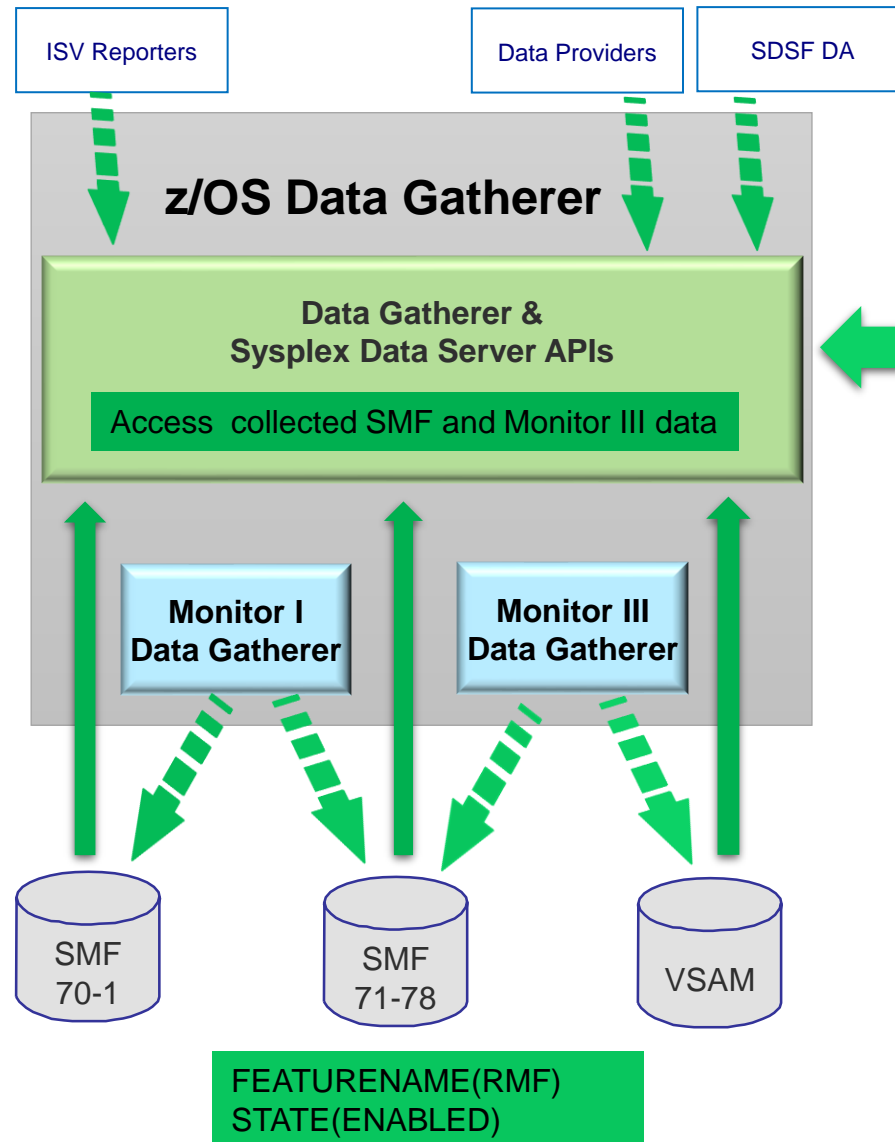 ISV Reporters
Data Providers
SDSF DA
z/OS Data Gatherer
Data Gatherer &
Sysplex Data Server APIs
Access collected SMF and Monitor III data
Monitor I
Data Gatherer
Monitor III
Data Gatherer
SMF
70-1
SMF
71-78
VSAM
FEATURENAME(RMF)
STATE(ENABLED)